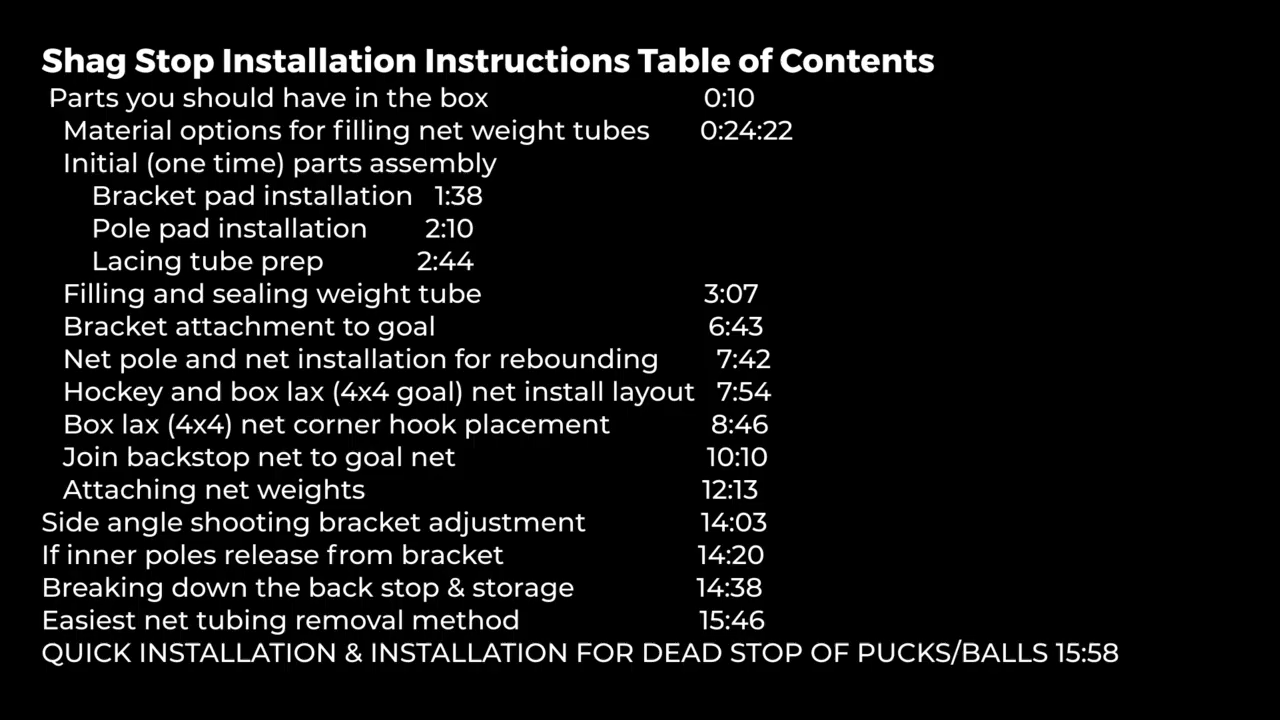 Shag Stop Installation Instructions Table of Contents
Parts you should have in the box 0:10
Material options for filling net weight tubes 0:24:22
Initial (one time) parts assembly
Bracket pad installation 1:38
Pole pad installation 2:10
Lacing tube prep 2:44
Filling and sealing weight tube 3:07
Bracket attachment to goal 6:43
Net pole and net installation for rebounding 7:42
Hockey and box lax (4x4 goal) net install layout 7:54
Box lax (4x4) net corner hook placement 8:46
Join backstop net to goal net 10:10
Attaching net weights 12:13
Side angle shooting bracket adjustment 14:03
If inner poles release from bracket 14:20
Breaking down the back stop & storage 14:38
Easiest net tubing removal method 15:46
QUICK INSTALLATION & INSTALLATION FOR DEAD STOP OF PUCKS/BALLS 15:58